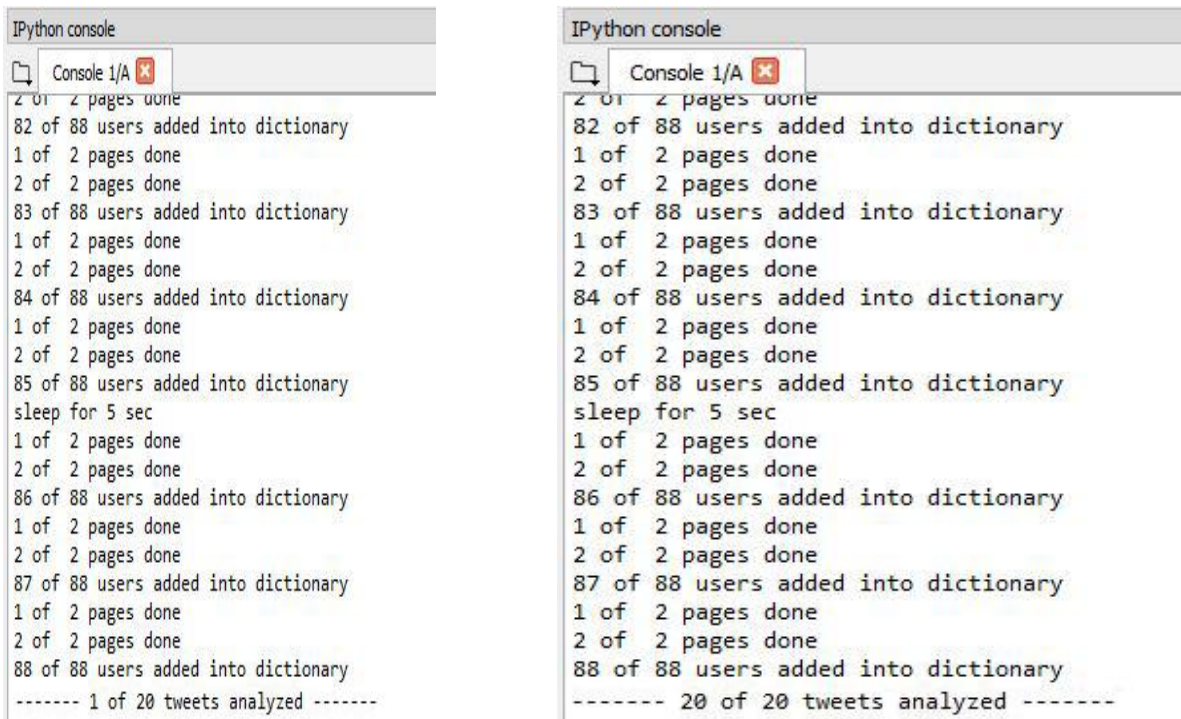 IPython console
Console 1/A
2 of  2 pages done
82 of 88 users added into dictionary
1 of  2 pages done
2 of  2 pages done
83 of 88 users added into dictionary
1 of  2 pages done
2 of  2 pages done
84 of 88 users added into dictionary
1 of  2 pages done
2 of  2 pages done
85 of 88 users added into dictionary
sleep for 5 sec
1 of  2 pages done
2 of  2 pages done
86 of 88 users added into dictionary
1 of  2 pages done
2 of  2 pages done
87 of 88 users added into dictionary
1 of  2 pages done
2 of  2 pages done
88 of 88 users added into dictionary
------- 1 of 20 tweets analyzed -------
IPython console
Console 1/A
2 of  2 pages done
82 of 88 users added into dictionary
1 of  2 pages done
2 of  2 pages done
83 of 88 users added into dictionary
1 of  2 pages done
2 of  2 pages done
84 of 88 users added into dictionary
1 of  2 pages done
2 of  2 pages done
85 of 88 users added into dictionary
sleep for 5 sec
1 of  2 pages done
2 of  2 pages done
86 of 88 users added into dictionary
1 of  2 pages done
2 of  2 pages done
87 of 88 users added into dictionary
1 of  2 pages done
2 of  2 pages done
88 of 88 users added into dictionary
------- 20 of 20 tweets analyzed -------